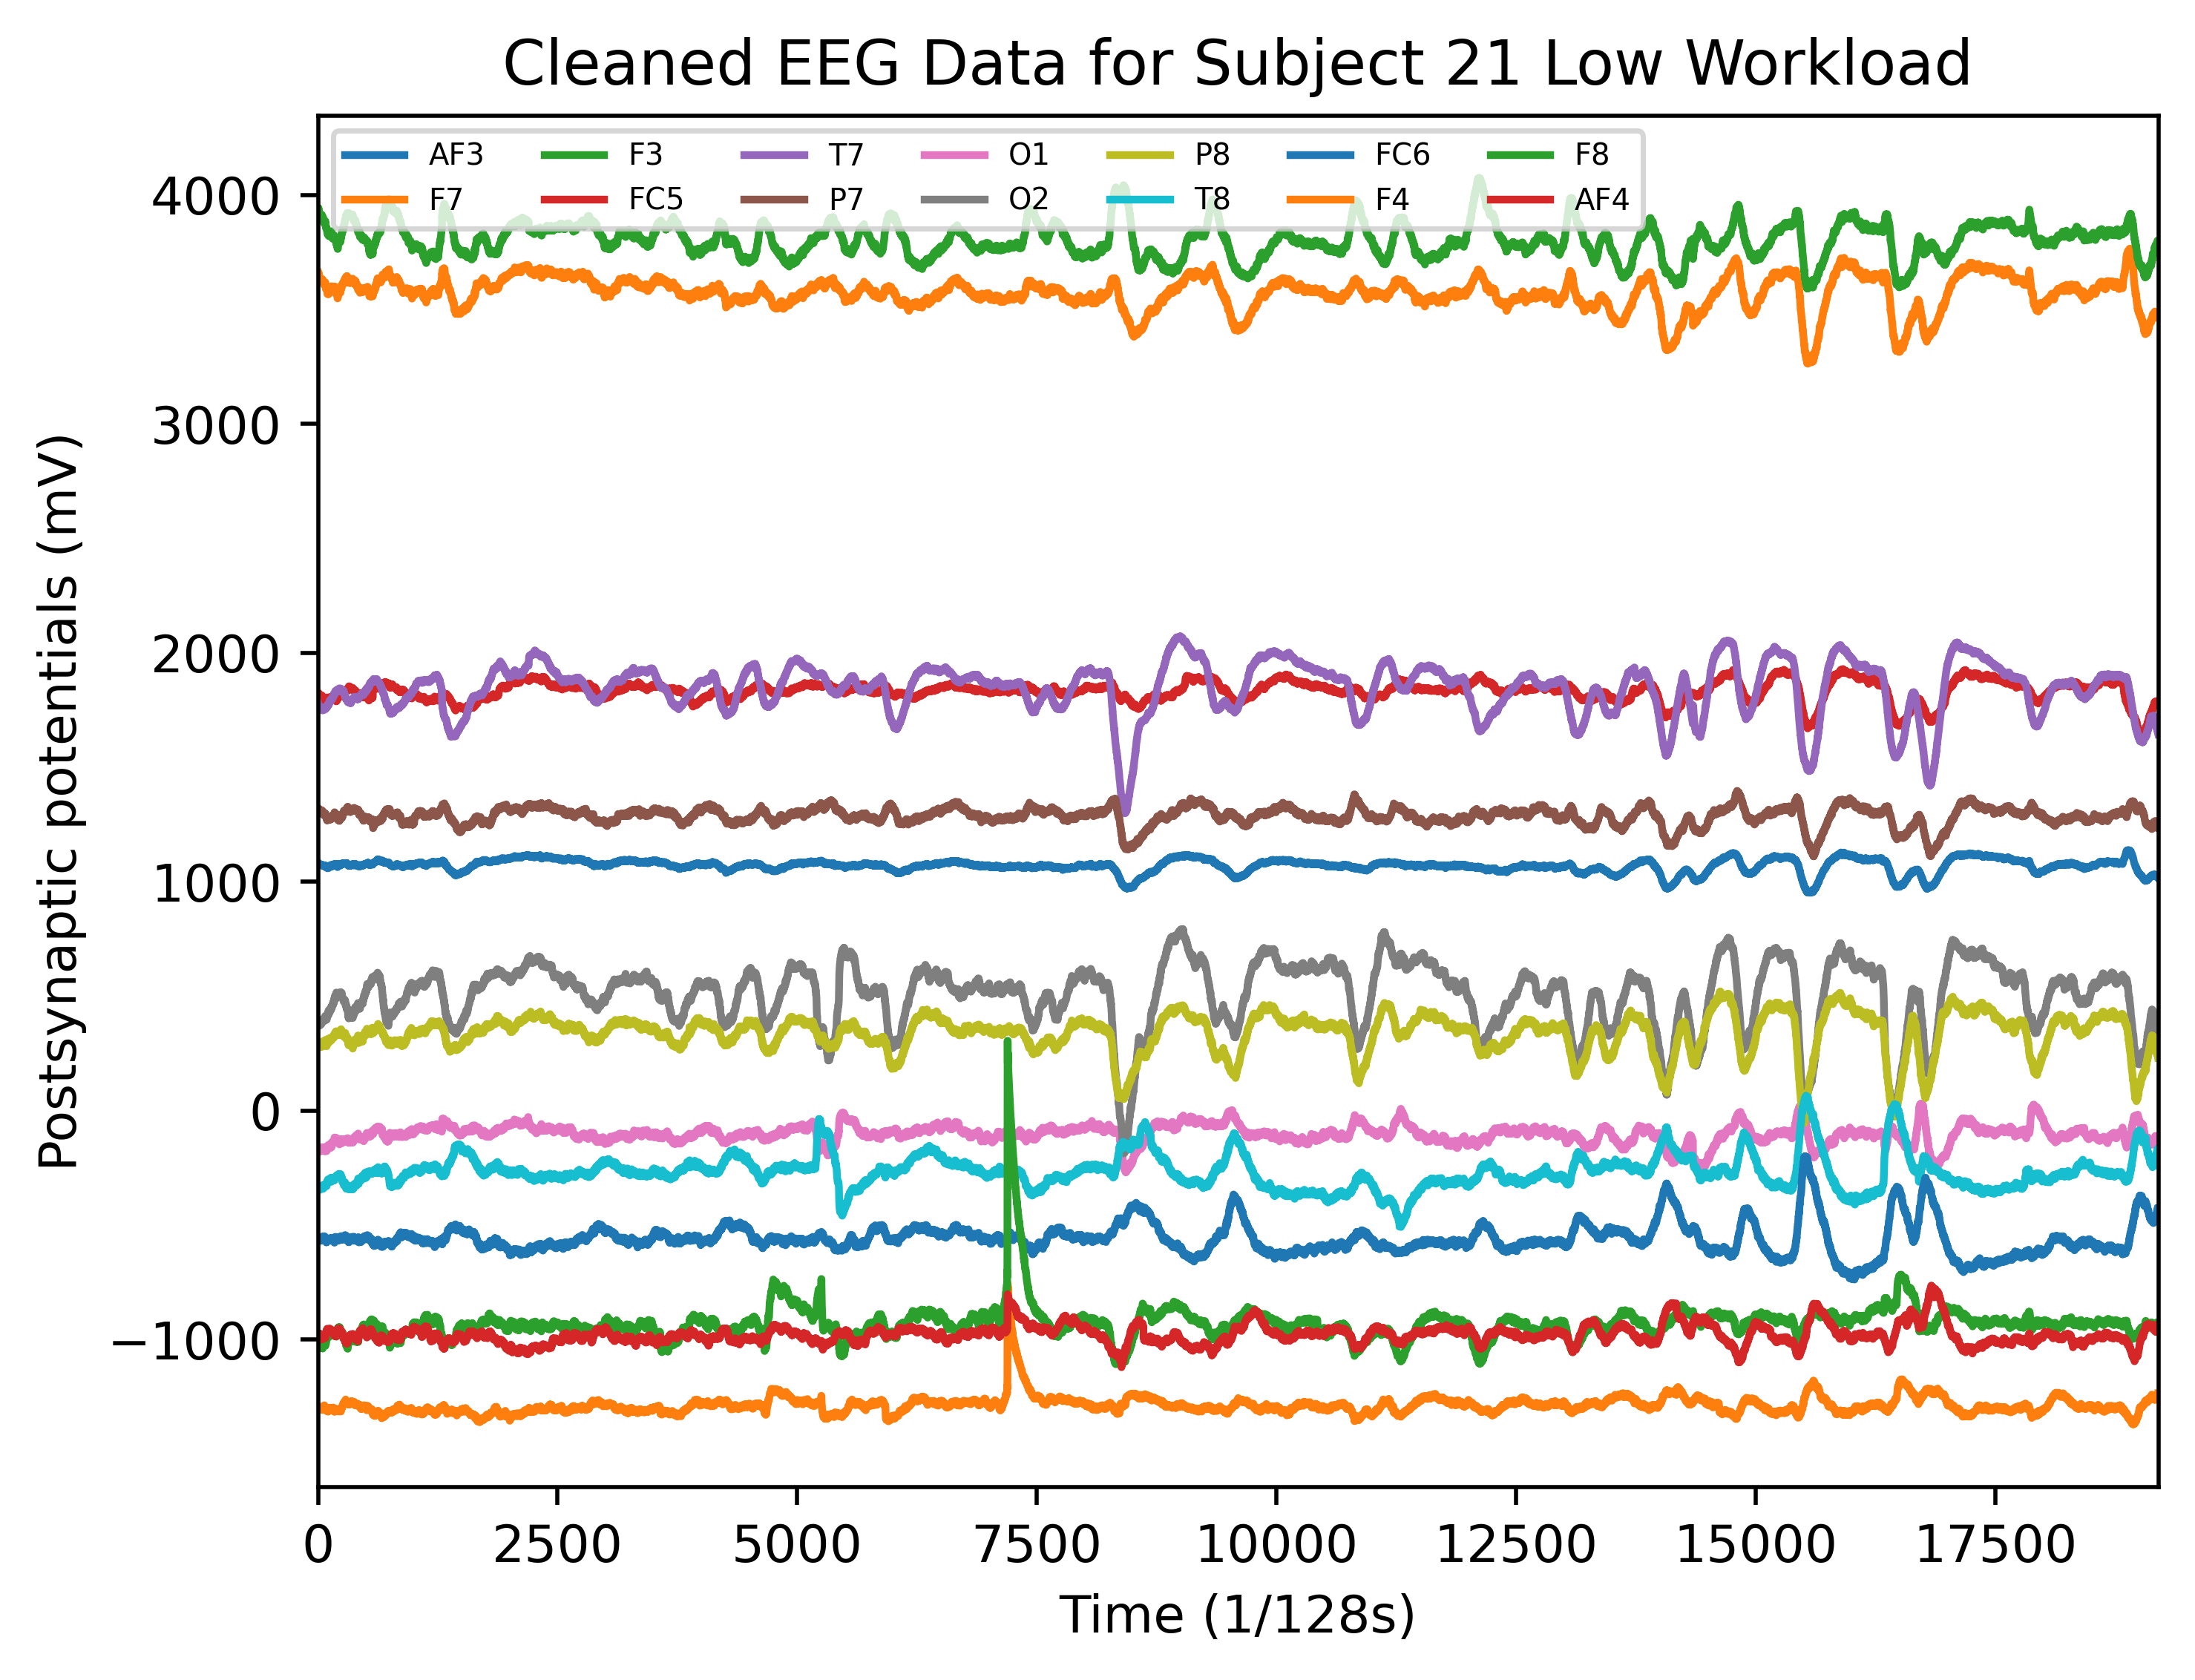 Cleaned EEG Data for Subject 21 Low Workload
AF3 F3 T7 O1 P8 FC6 F8
F7 FC5 P7 O2 T8 F4 AF4
4000
3000
2000
1000
0
−1000
Postsynaptic potentials (mV)
0 2500 5000 7500 10000 12500 15000 17500
Time (1/128s)